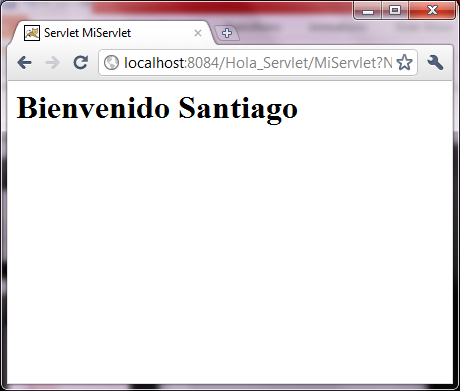 Servlet MiServlet
localhost:8084/Hola_Servlet/MiServlet?N
Bienvenido Santiago